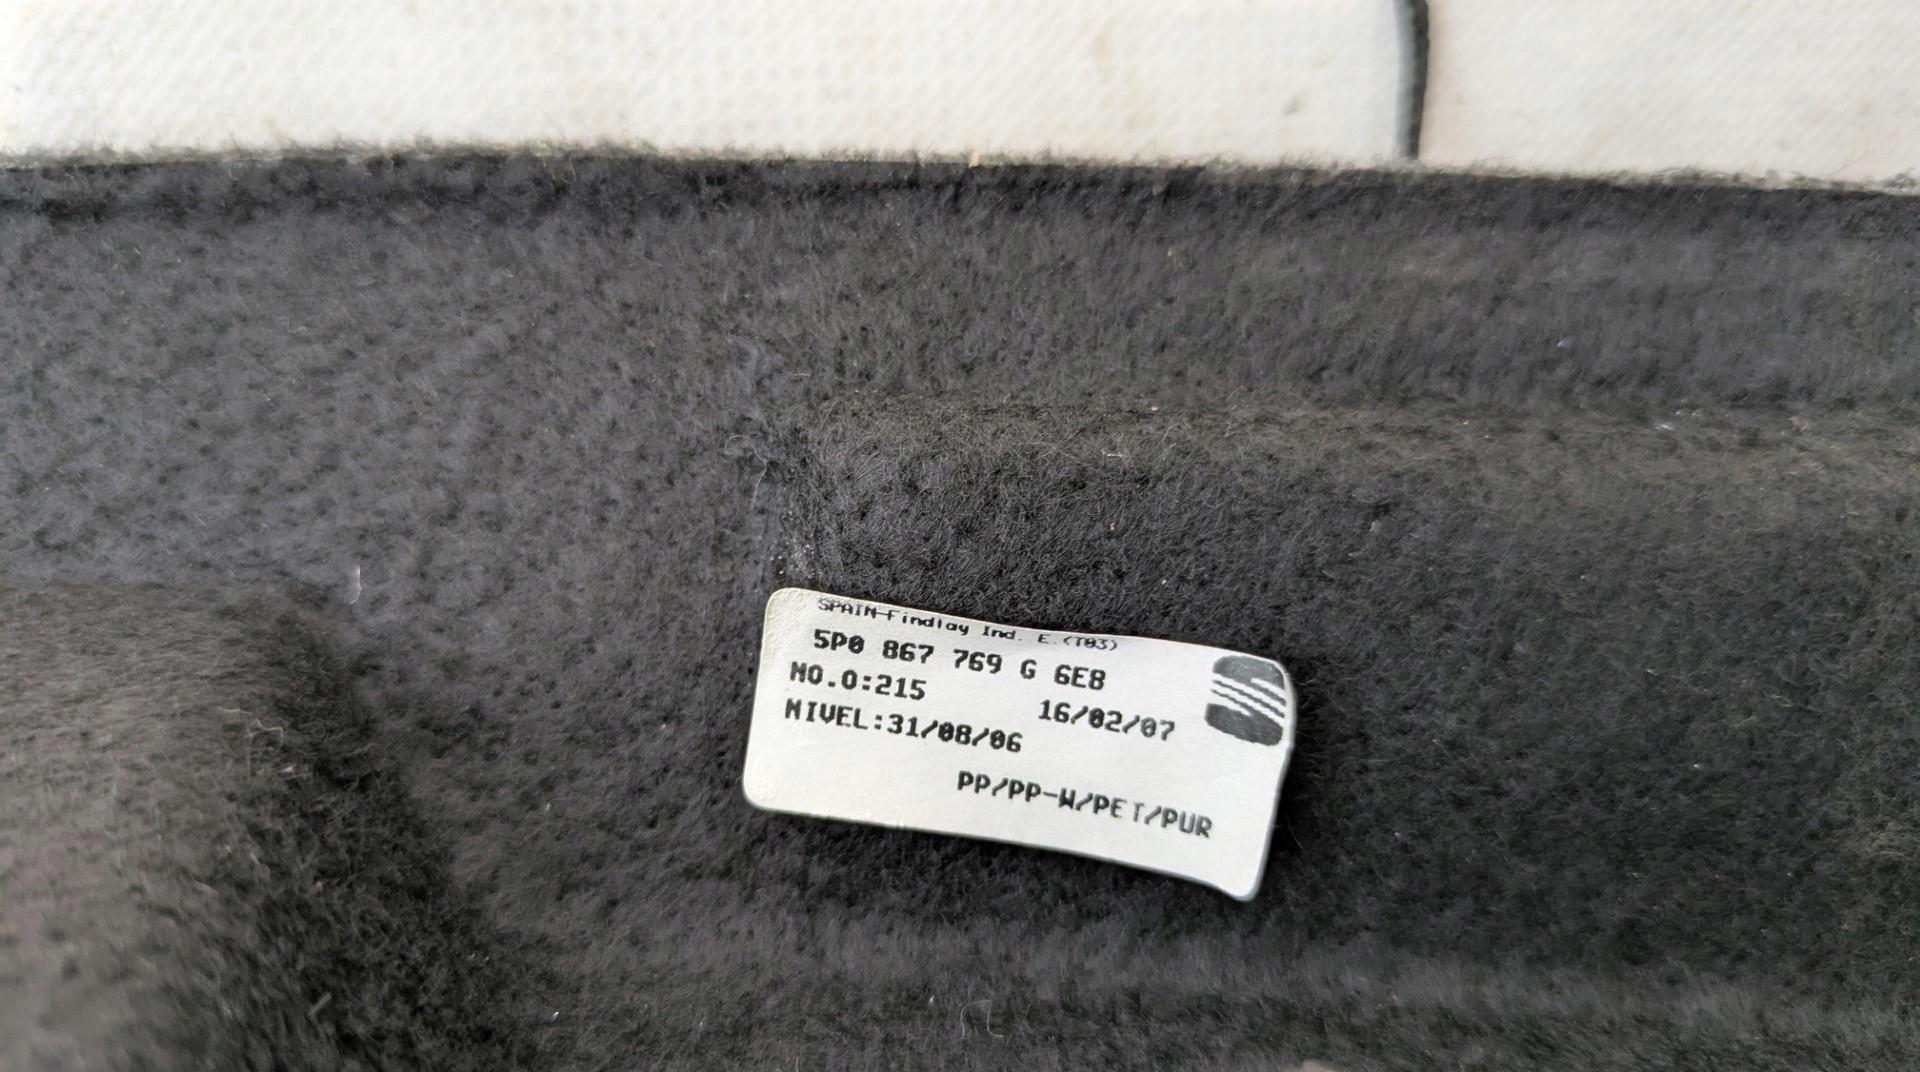 SPAIN-Findlay Ind. E.(T03)
5P0 867 769 G 6E8
MO.O:215 16/02/07
NIVEL:31/08/06
PP/PP-W/PET/PUR